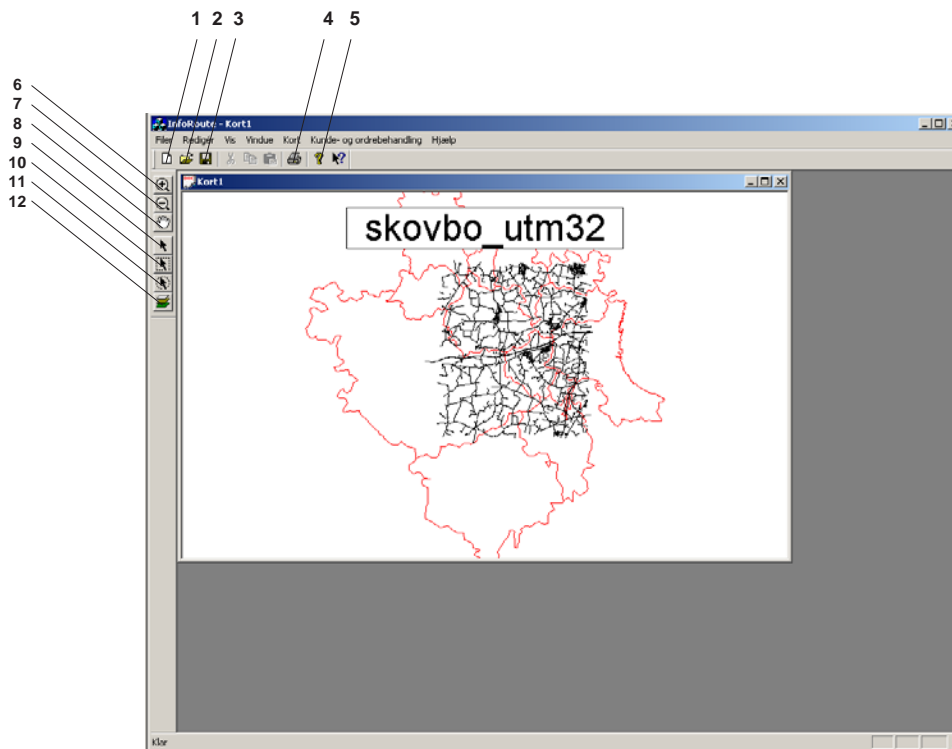 1 2 3 4 5
6
7
8
9
10
11
12
InfoRoute - Kort1
Filer Rediger Vis Vindue Kort Kunde- og ordrebehandling Hjælp
Kort1
skovbo_utm32
Klar